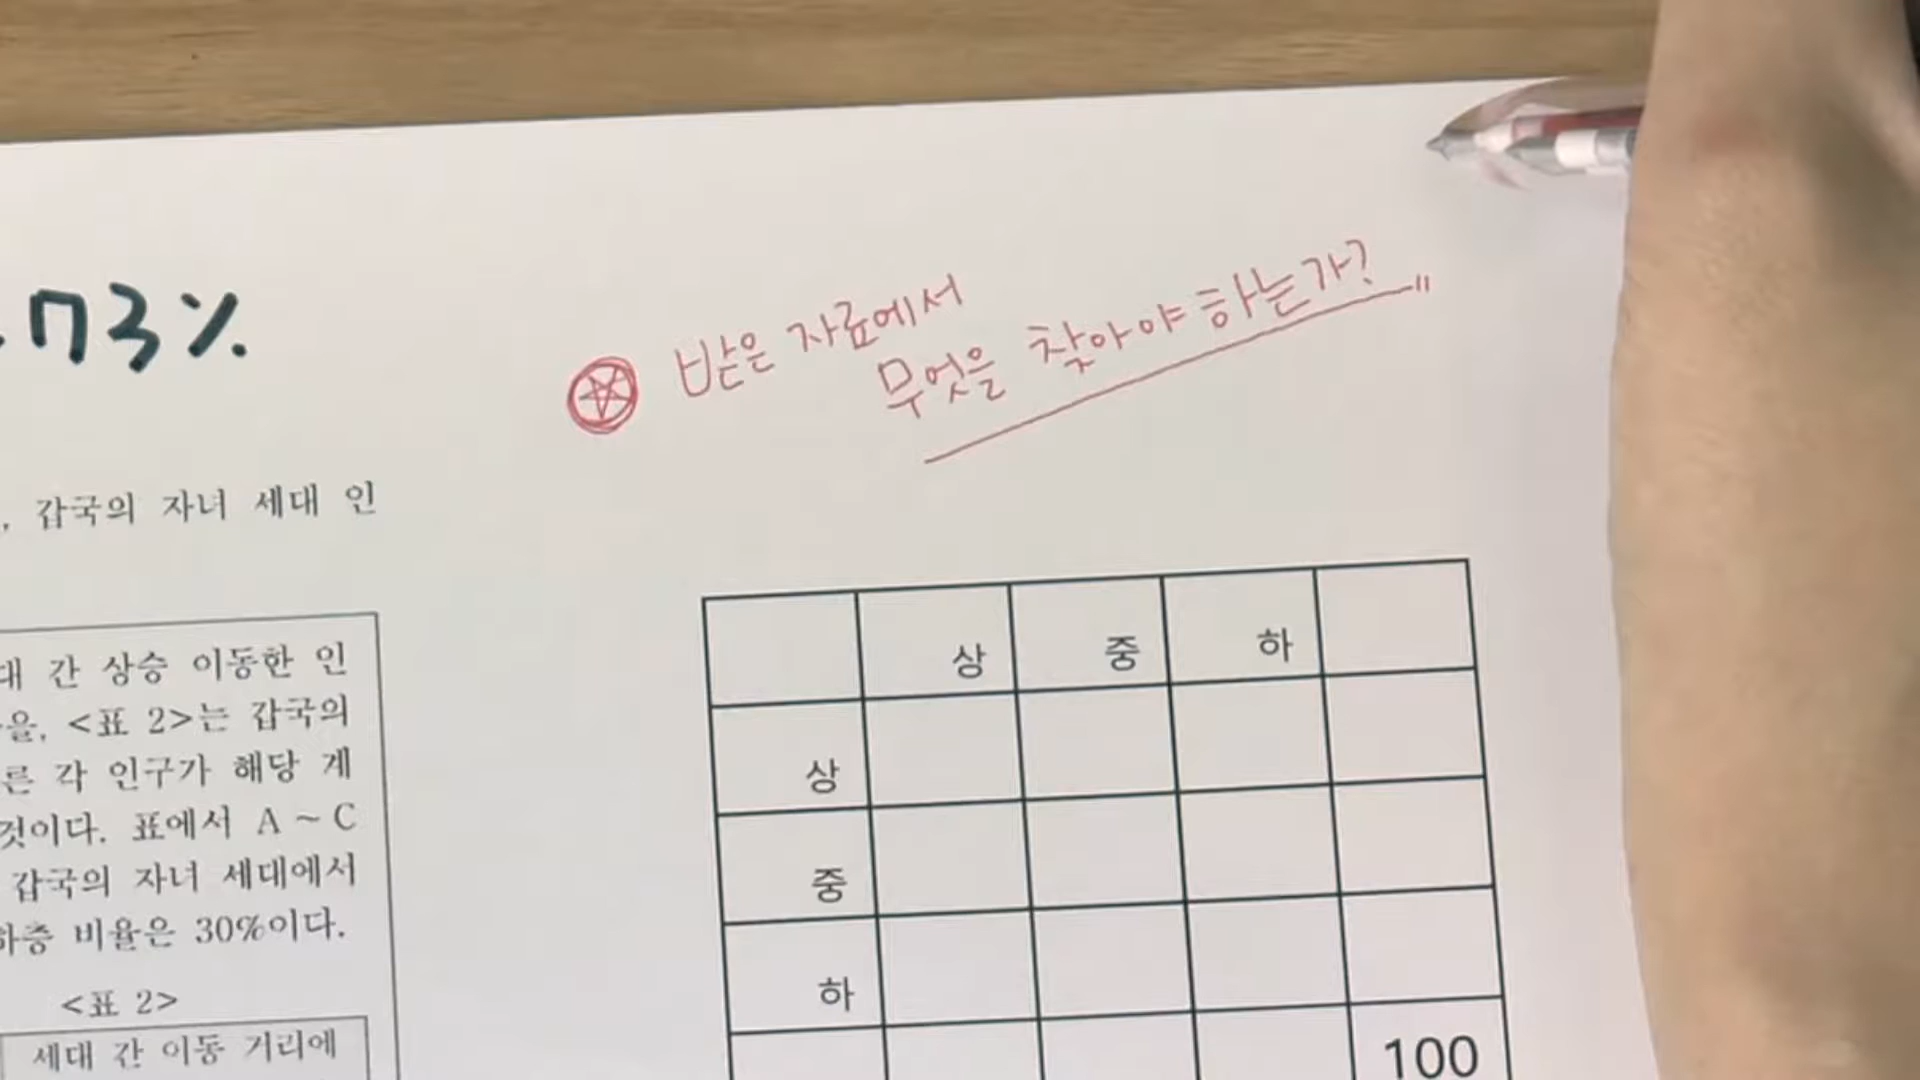 73%
받은 자료에서
무엇을 찾아야 하는가?
, 갑국의 자녀 세대 인
대 간 상승 이동한 인
을, <표 2>는 갑국의
른 각 인구가 해당 계
것이다. 표에서 A ~ C
갑국의 자녀 세대에서
하층 비율은 30%이다.
<표 2>
세대 간 이동 거리에
상 중 하
상
중
하
100